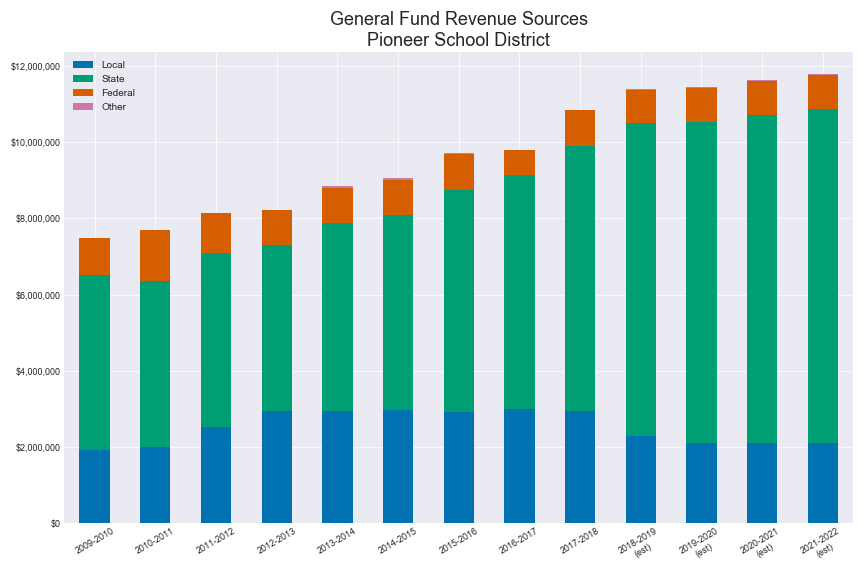 General Fund Revenue Sources
Pioneer School District
Local
State
Federal
Other
$12,000,000
$10,000,000
$8,000,000
$6,000,000
$4,000,000
$2,000,000
$0
2009-2010
2010-2011
2011-2012
2012-2013
2013-2014
2014-2015
2015-2016
2016-2017
2017-2018
2018-2019
(est)
2019-2020
(est)
2020-2021
(est)
2021-2022
(est)